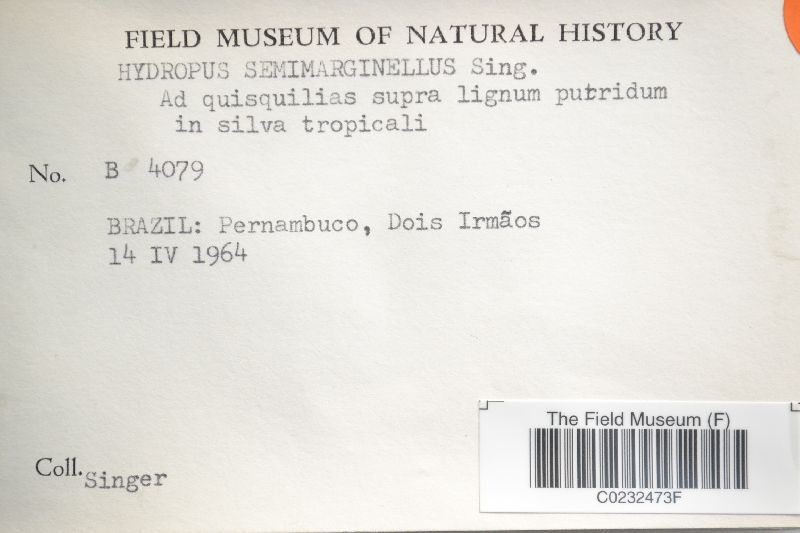 FIELD MUSEUM OF NATURAL HISTORY
HYDROPUS SEMIMARGINELLUS Sing.
Ad quisquilias supra lignum putridum
in silva tropicali
No. B 4079
BRAZIL: Pernambuco, Dois Irmãos
14 IV 1964
Coll. Singer
The Field Museum (F)
C0232473F